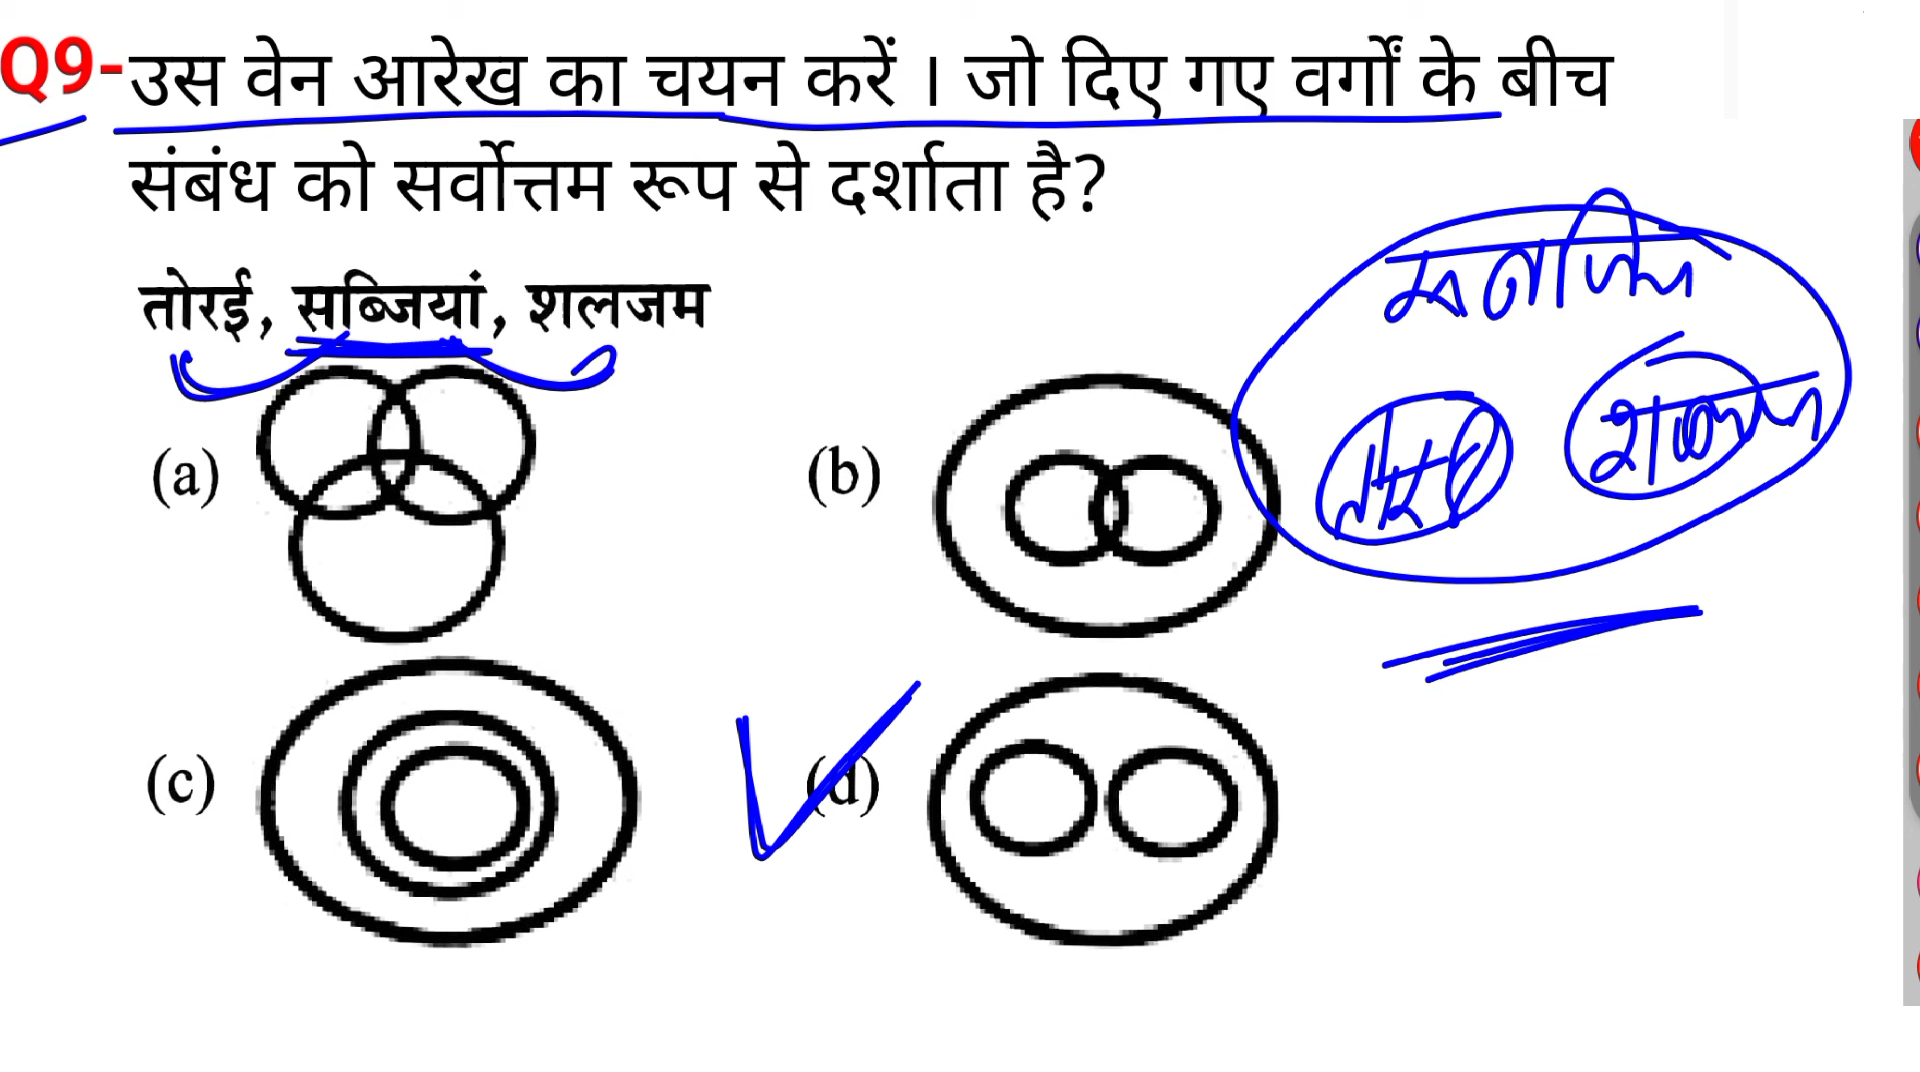 Q9-उस वेन आरेख का चयन करें । जो दिए गए वर्गों के बीच
संबंध को सर्वोत्तम रूप से दर्शाता है?
तोरई, सब्जियां, शलजम
(a)
(b)
(c)
(d)